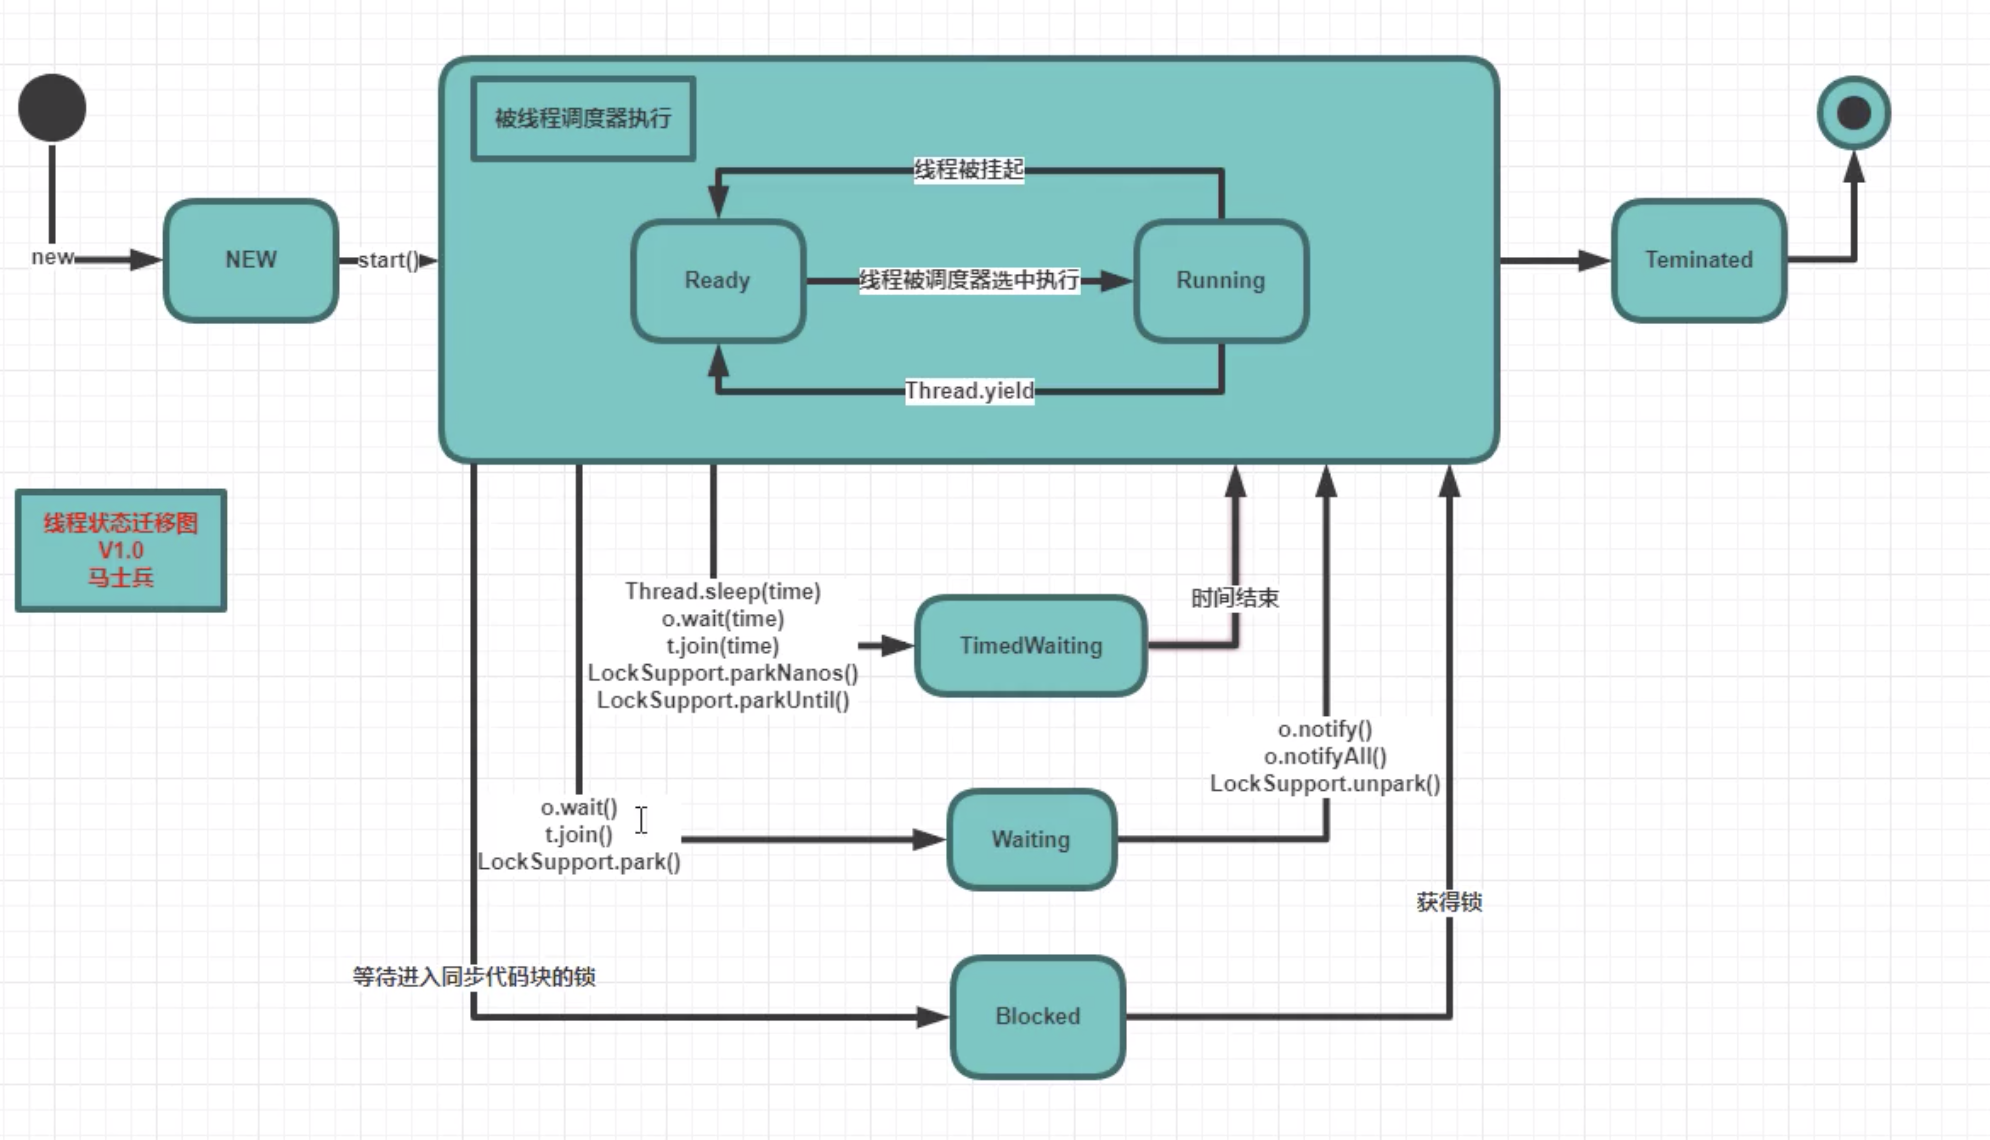 被线程调度器执行
线程被挂起
new
NEW
start()
Ready
线程被调度器选中执行
Running
Teminated
Thread.yield
线程状态迁移图
V1.0
马士兵
Thread.sleep(time)
o.wait(time)
t.join(time)
LockSupport.parkNanos()
LockSupport.parkUntil()
TimedWaiting
时间结束
o.notify()
o.notifyAll()
LockSupport.unpark()
o.wait()
t.join()
LockSupport.park()
Waiting
获得锁
等待进入同步代码块的锁
Blocked